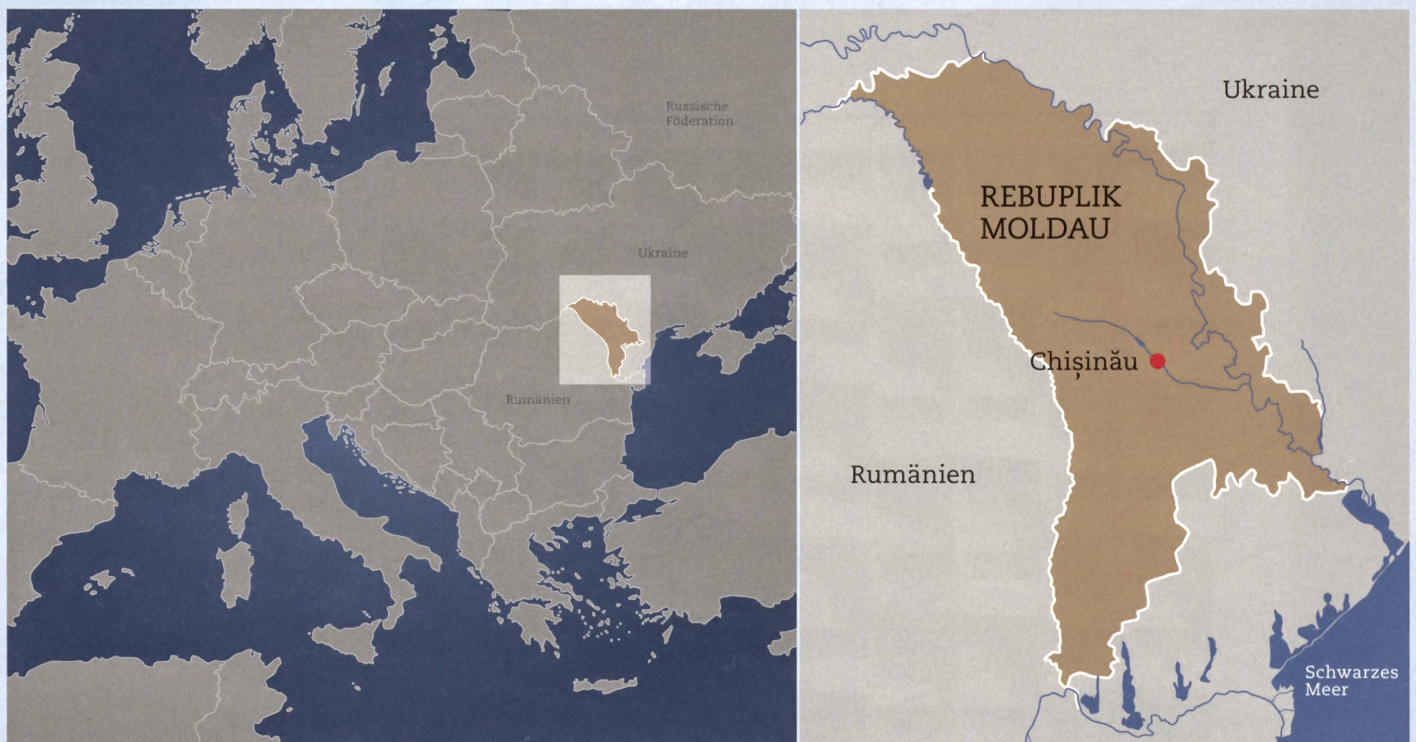 Russische
Föderation
Ukraine
Rumänien
Ukraine
REBUPLIK
MOLDAU
Chișinău
Rumänien
Schwarzes
Meer